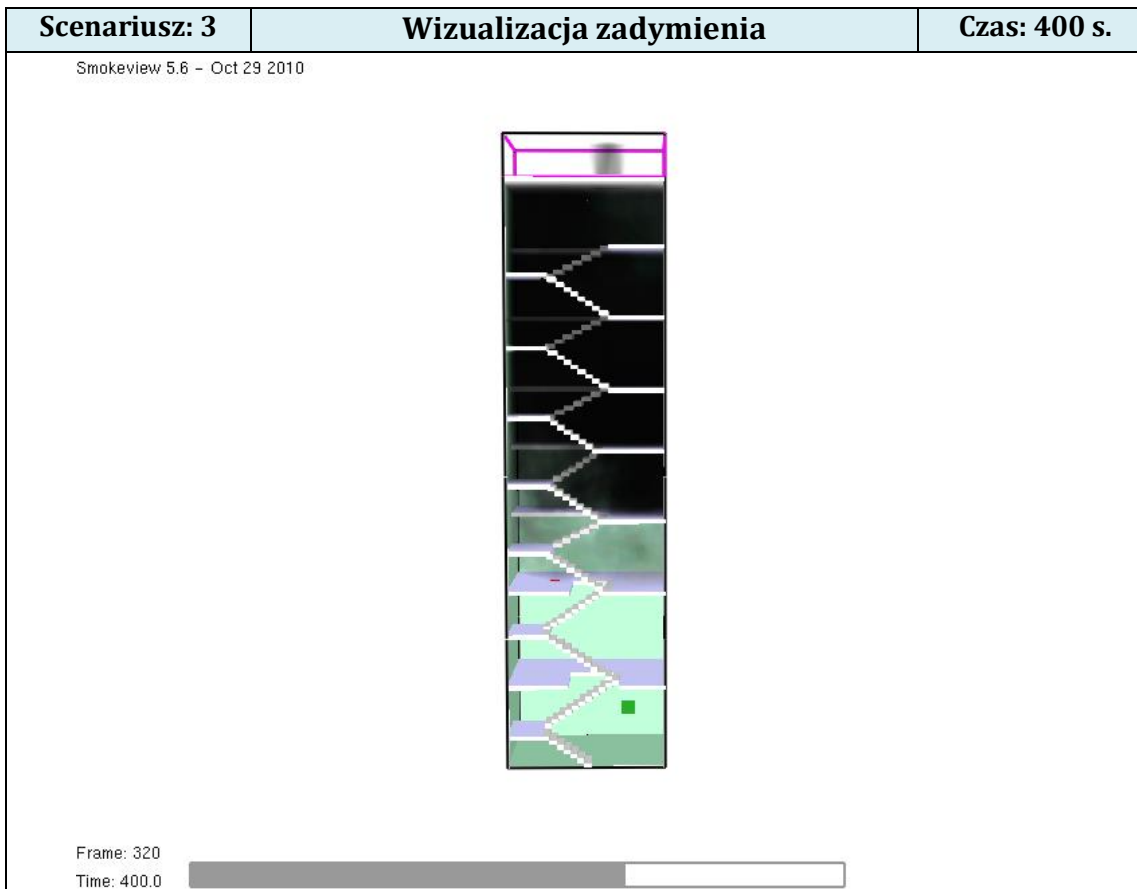 Scenariusz: 3 Wizualizacja zadymienia Czas: 400 s.
Smokeview 5.6 – Oct 29 2010
Frame: 320
Time: 400.0